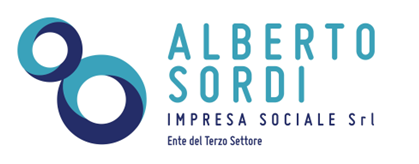 ALBERTO
SORDI
IMPRESA SOCIALE Srl
Ente del Terzo Settore